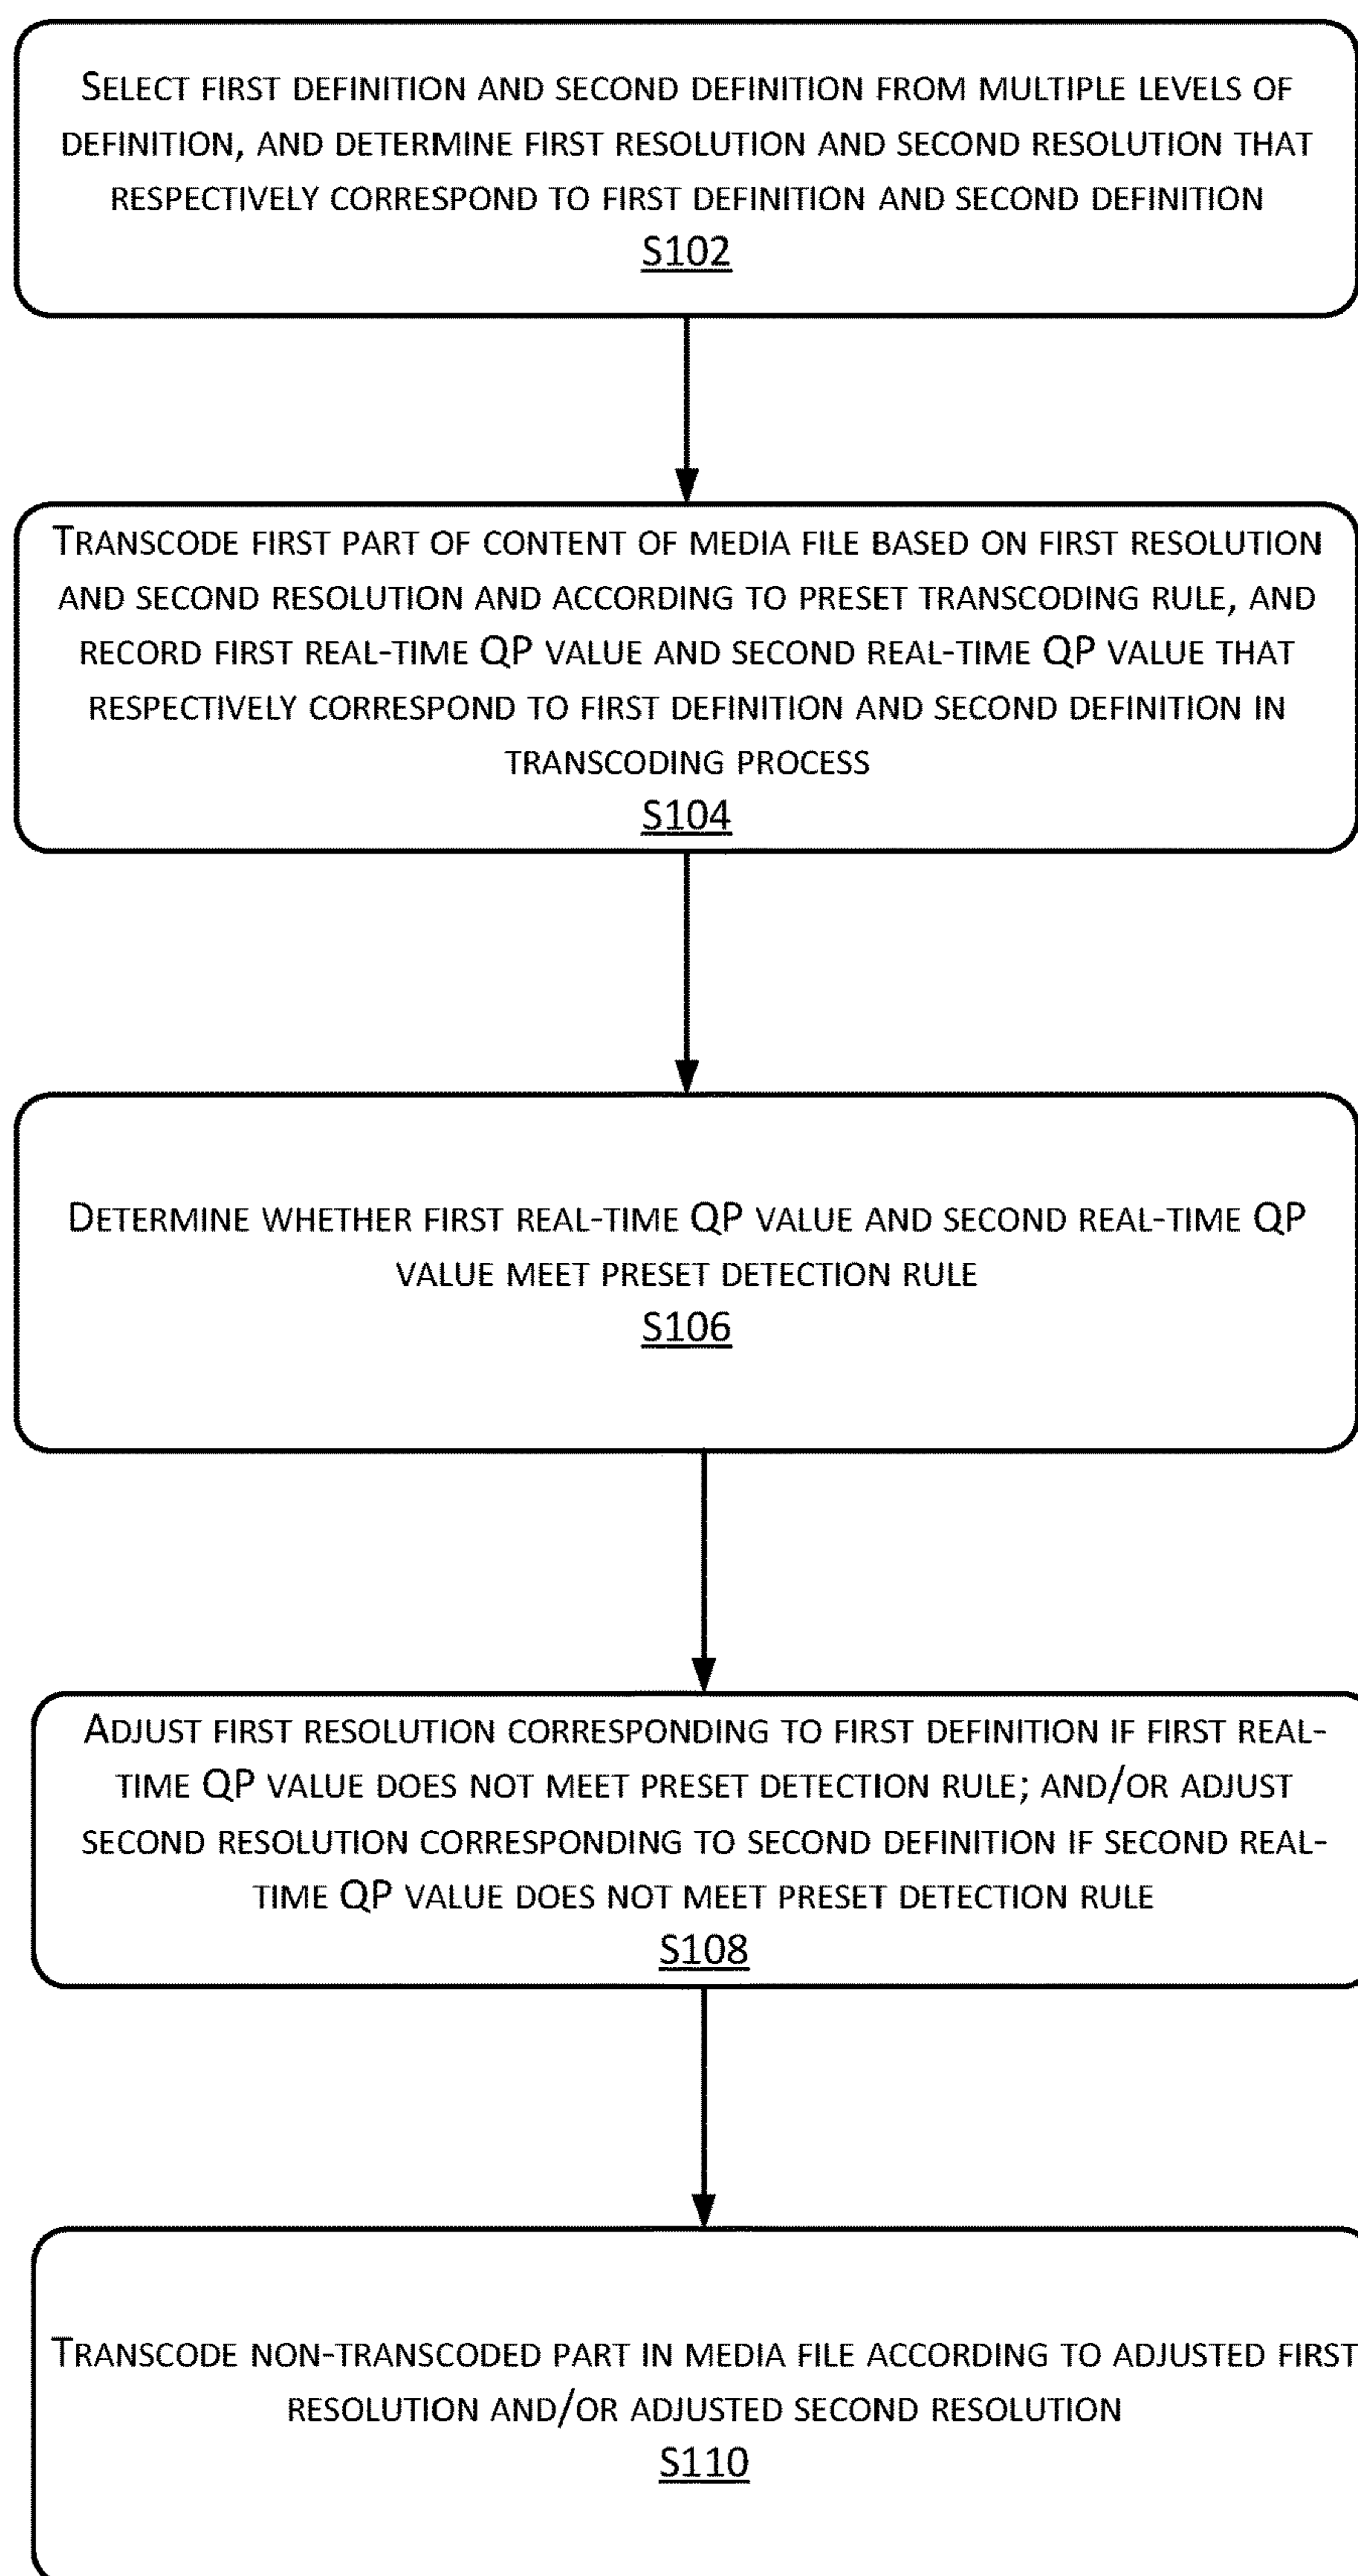 SELECT FIRST DEFINITION AND SECOND DEFINITION FROM MULTIPLE LEVELS OF
DEFINITION, AND DETERMINE FIRST RESOLUTION AND SECOND RESOLUTION THAT
RESPECTIVELY CORRESPOND TO FIRST DEFINITION AND SECOND DEFINITION
S102
TRANSCODE FIRST PART OF CONTENT OF MEDIA FILE BASED ON FIRST RESOLUTION
AND SECOND RESOLUTION AND ACCORDING TO PRESET TRANSCODING RULE, AND
RECORD FIRST REAL-TIME QP VALUE AND SECOND REAL-TIME QP VALUE THAT
RESPECTIVELY CORRESPOND TO FIRST DEFINITION AND SECOND DEFINITION IN
TRANSCODING PROCESS
S104
DETERMINE WHETHER FIRST REAL-TIME QP VALUE AND SECOND REAL-TIME QP
VALUE MEET PRESET DETECTION RULE
S106
ADJUST FIRST RESOLUTION CORRESPONDING TO FIRST DEFINITION IF FIRST REAL-
TIME QP VALUE DOES NOT MEET PRESET DETECTION RULE; AND/OR ADJUST
SECOND RESOLUTION CORRESPONDING TO SECOND DEFINITION IF SECOND REAL-
TIME QP VALUE DOES NOT MEET PRESET DETECTION RULE
S108
TRANSCODE NON-TRANSCODED PART IN MEDIA FILE ACCORDING TO ADJUSTED FIRST
RESOLUTION AND/OR ADJUSTED SECOND RESOLUTION
S110